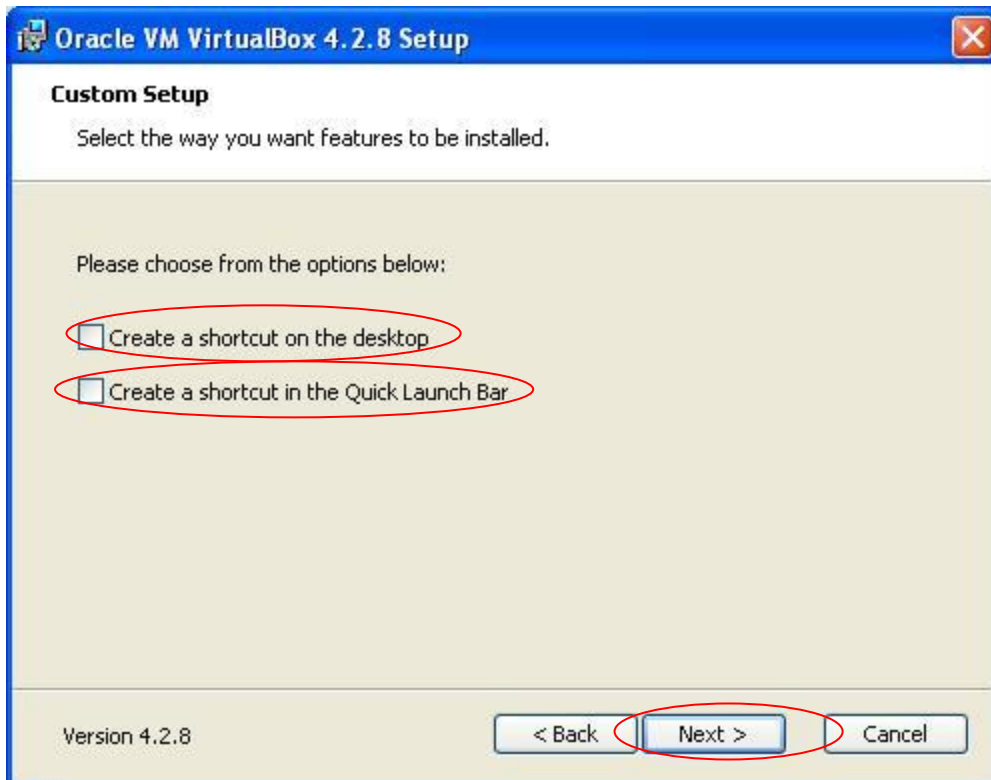 Oracle VM VirtualBox 4.2.8 Setup
Custom Setup
Select the way you want features to be installed.
Please choose from the options below:
Create a shortcut on the desktop
Create a shortcut in the Quick Launch Bar
Version 4.2.8
< Back
Next >
Cancel